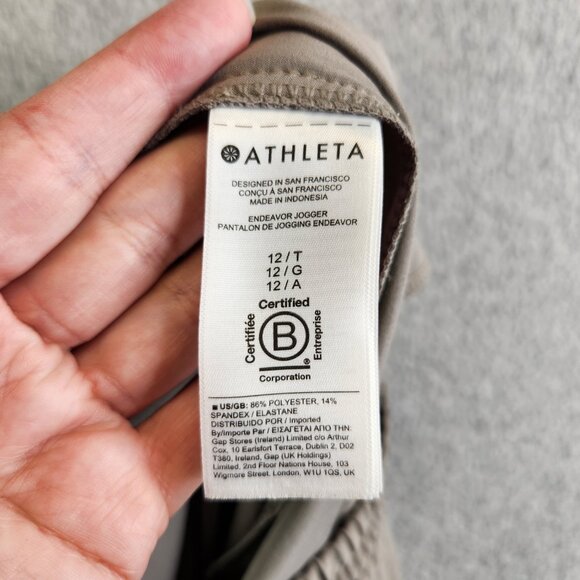 ATHLETA
DESIGNED IN SAN FRANCISCO
CONÇU À SAN FRANCISCO
MADE IN INDONESIA
ENDEAVOR JOGGER
PANTALON DE JOGGING ENDEAVOR
12 / T
12 / G
12 / A
Certified
Certifiée
B
Entreprise
®
Corporation
■ US/GB: 86% POLYESTER, 14%
SPANDEX / ELASTANE
DISTRIBUIDO POR / Imported
By/Importe Par / ΕΙΣΑΓΕΤΑΙ ΑΠΟ ΤΗΝ:
Gap Stores (Ireland) Limited c/o Arthur
Cox, 10 Earlsfort Terrace, Dublin 2, D02
T380, Ireland, Gap (UK Holdings)
Limited, 2nd Floor Nations House, 103
Wigmore Street, London, W1U 1QS, UK